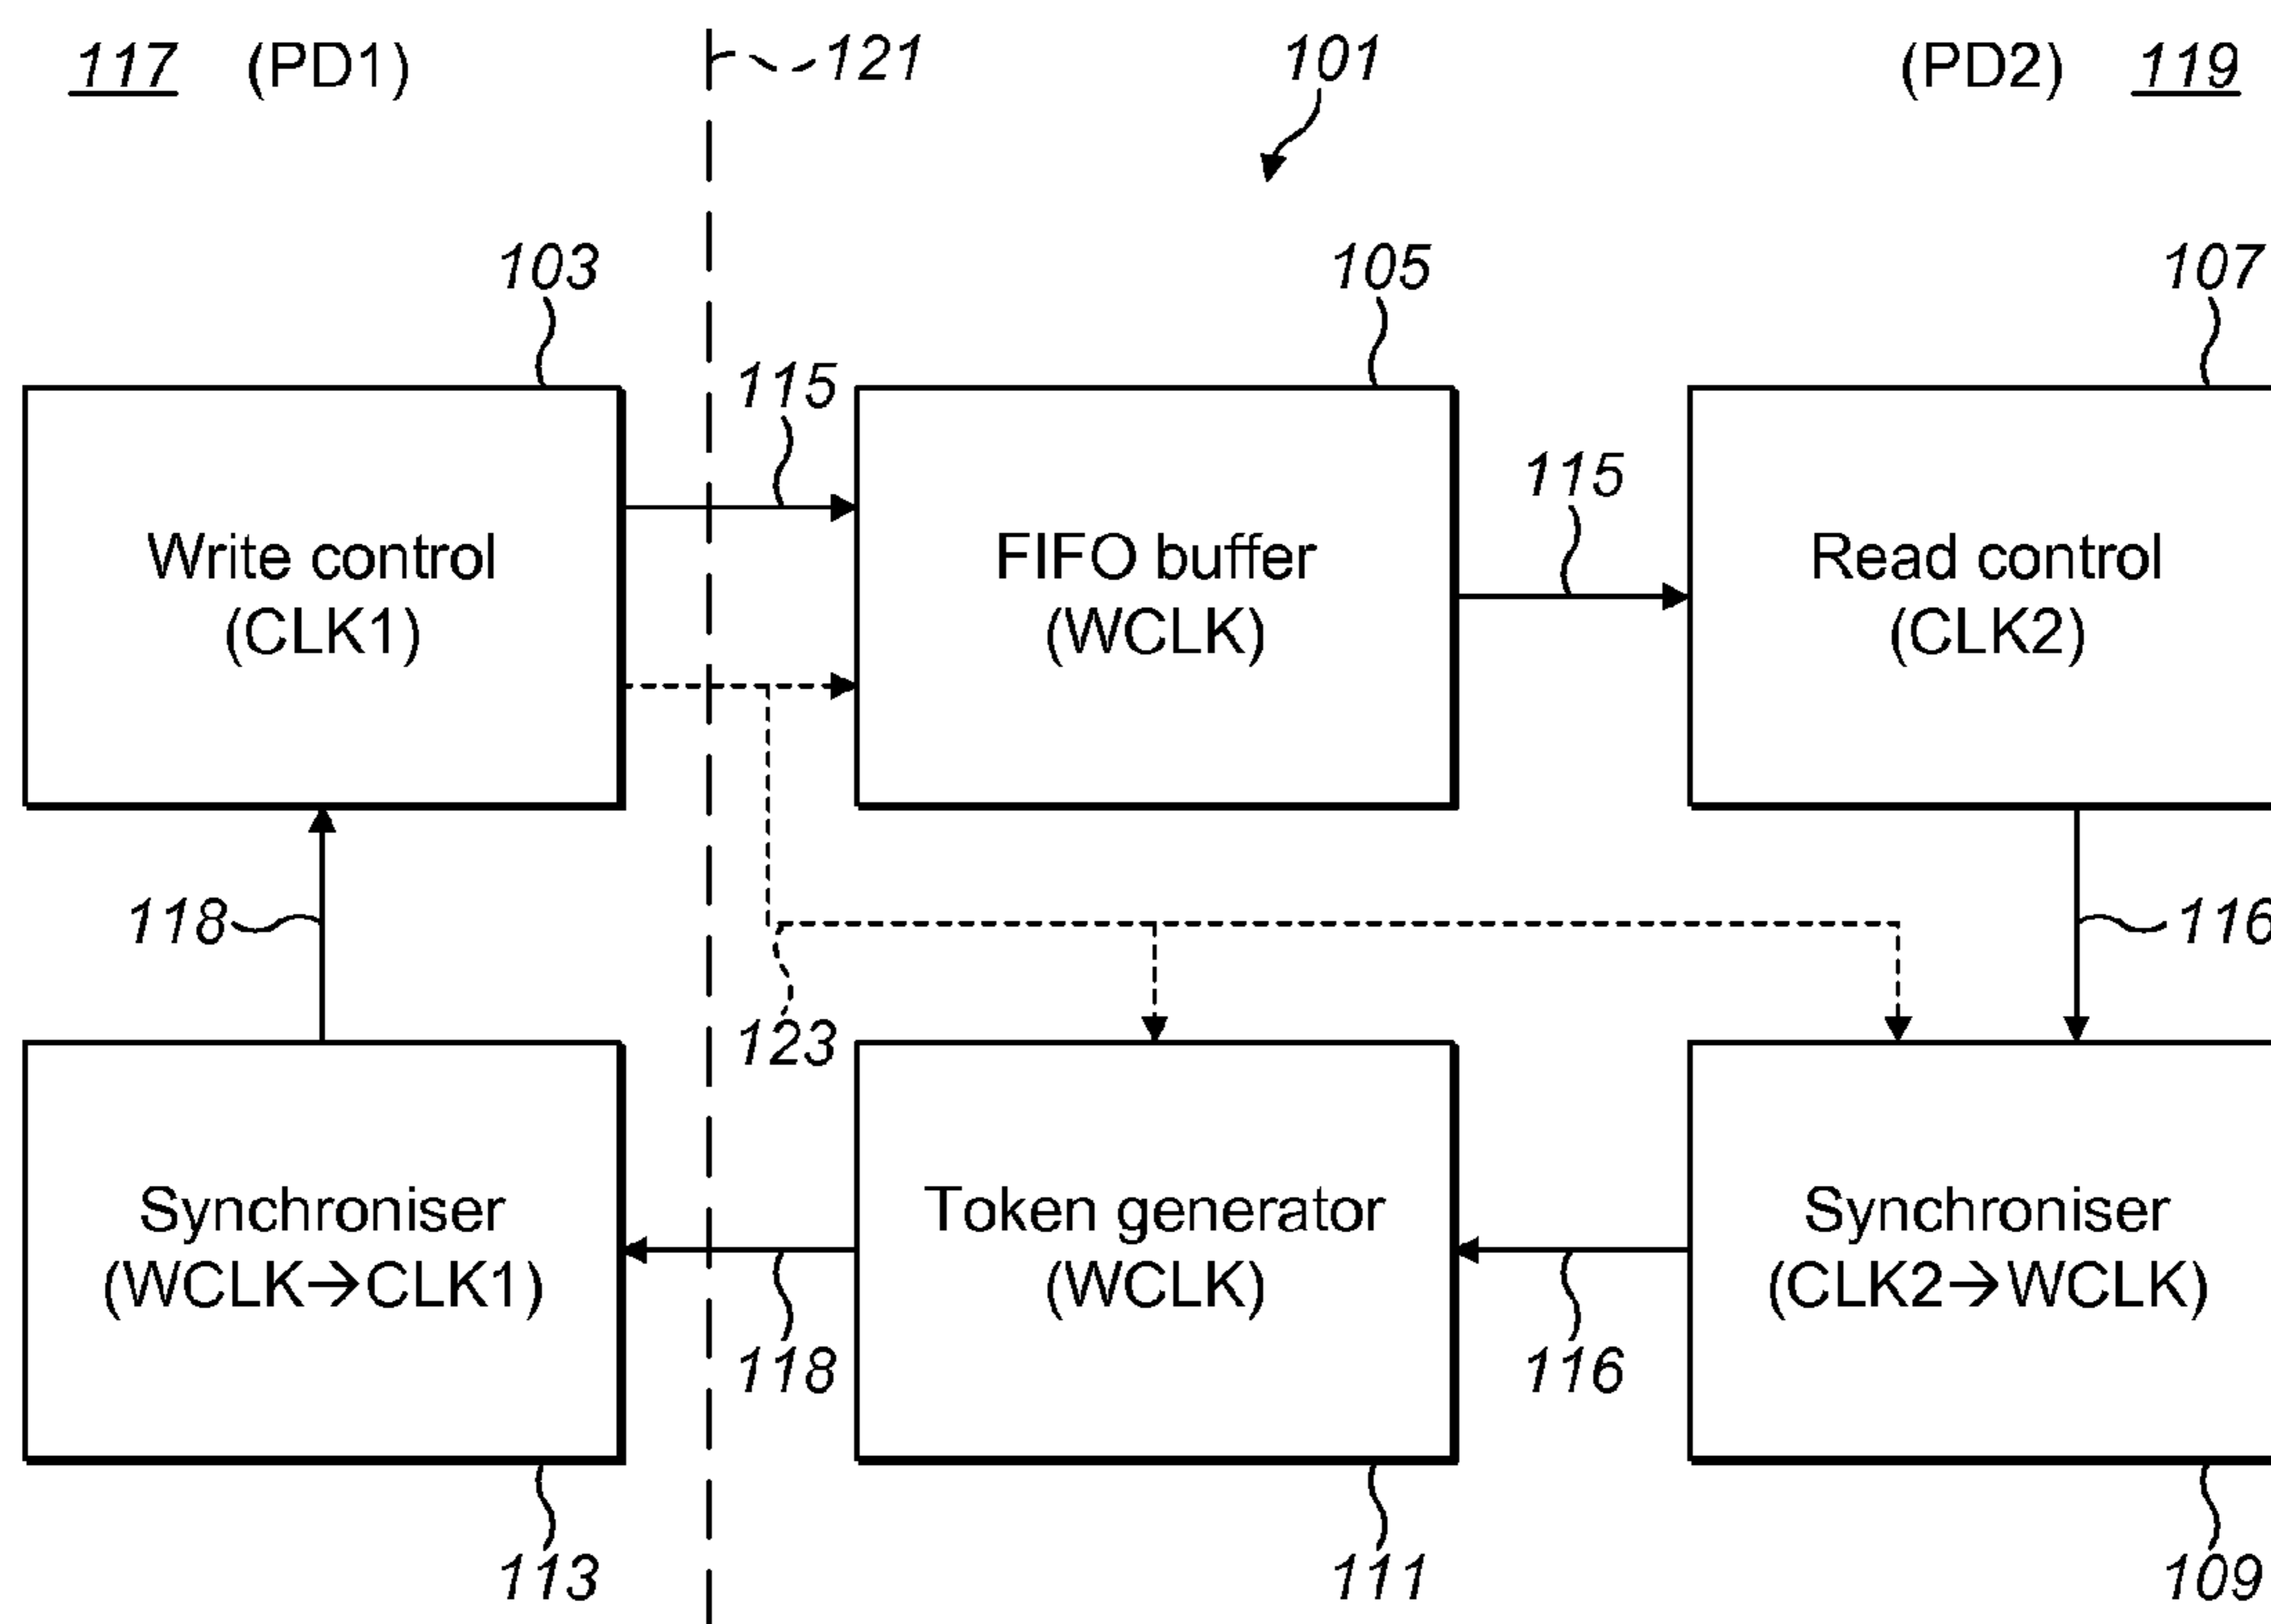 117 (PD1)
121
101
(PD2) 119
103
105
107
115
115
Write control
(CLK1)
FIFO buffer
(WCLK)
Read control
(CLK2)
118
116
123
Synchroniser
(WCLK→CLK1)
Token generator
(WCLK)
Synchroniser
(CLK2→WCLK)
118
116
113
111
109